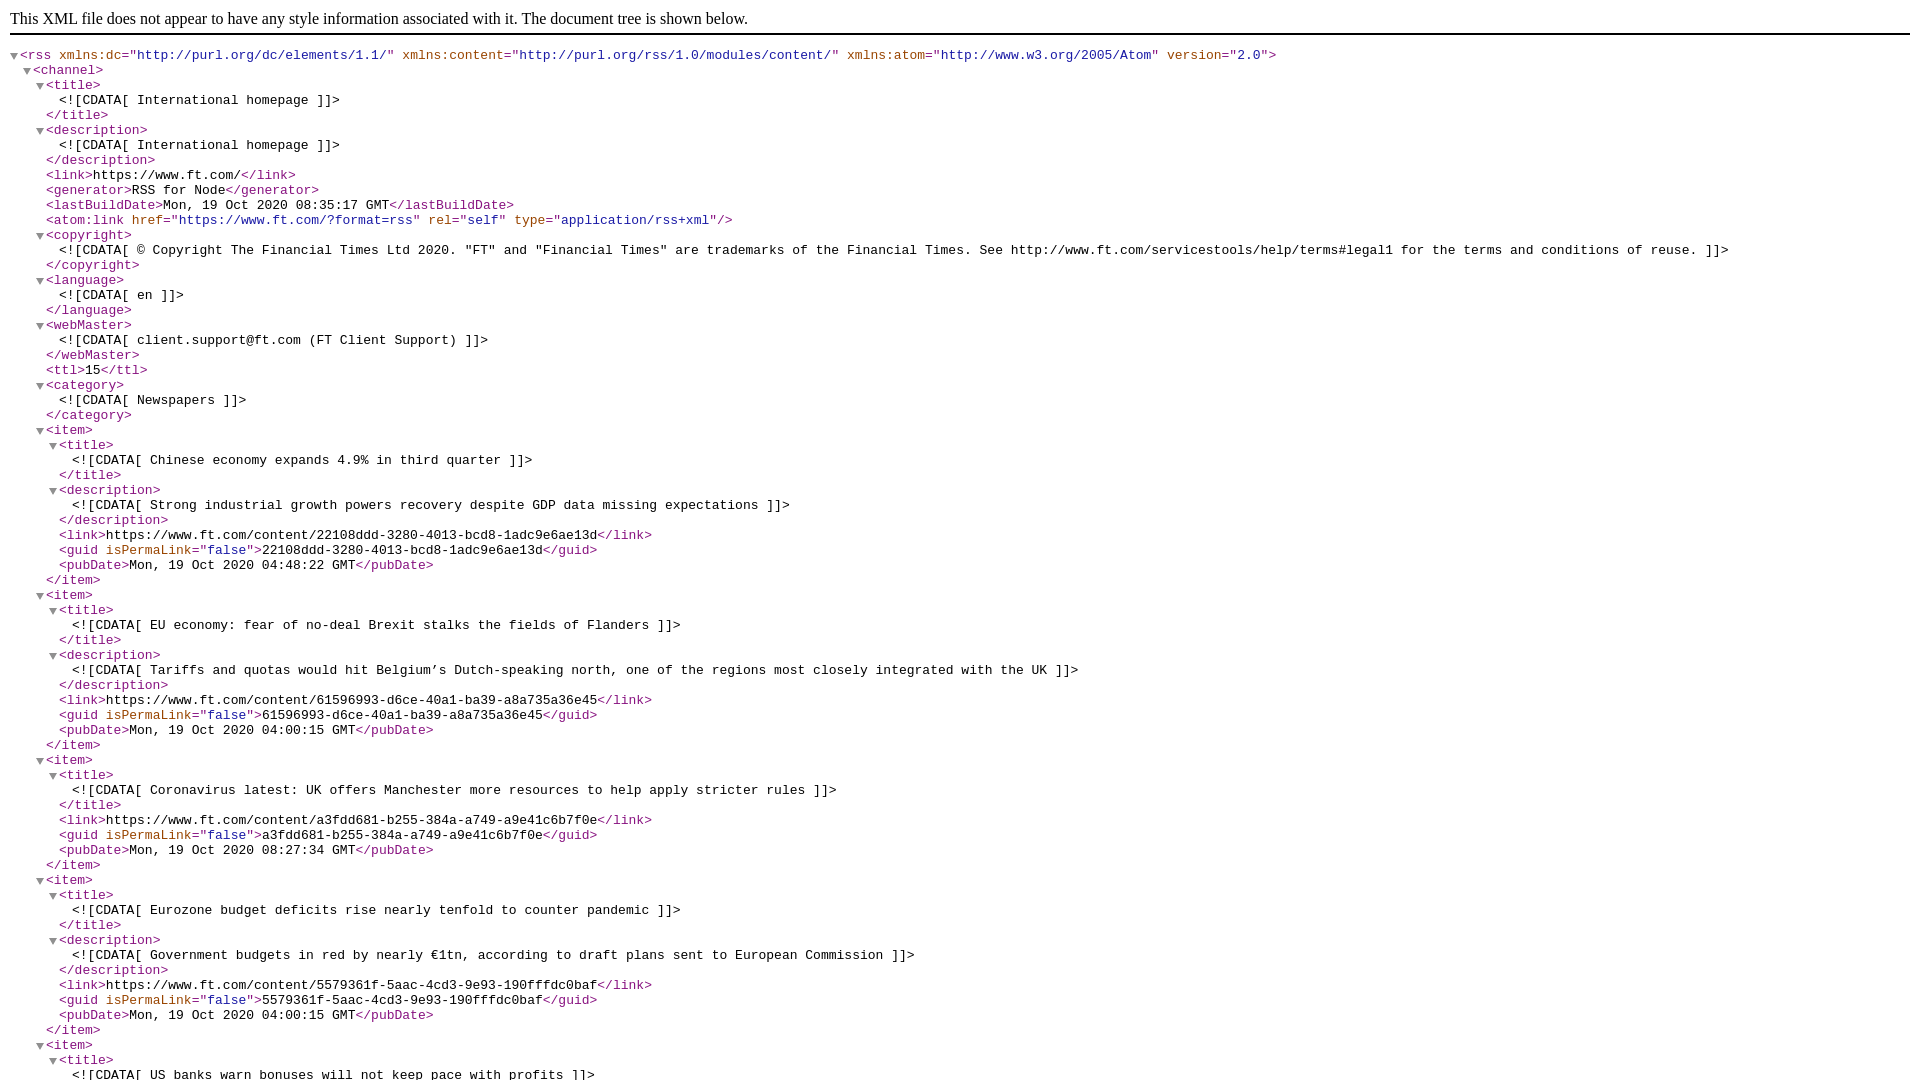 This XML file does not appear to have any style information associated with it. The document tree is shown below.
<rss xmlns:dc="http://purl.org/dc/elements/1.1/" xmlns:content="http://purl.org/rss/1.0/modules/content/" xmlns:atom="http://www.w3.org/2005/Atom" version="2.0">
<channel>
<title>
<![CDATA[ International homepage ]]>
</title>
<description>
<![CDATA[ International homepage ]]>
</description>
<link>https://www.ft.com/</link>
<generator>RSS for Node</generator>
<lastBuildDate>Mon, 19 Oct 2020 08:35:17 GMT</lastBuildDate>
<atom:link href="https://www.ft.com/?format=rss" rel="self" type="application/rss+xml"/>
<copyright>
<![CDATA[ © Copyright The Financial Times Ltd 2020. "FT" and "Financial Times" are trademarks of the Financial Times. See http://www.ft.com/servicestools/help/terms#legal1 for the terms and conditions of reuse. ]]>
</copyright>
<language>
<![CDATA[ en ]]>
</language>
<webMaster>
<![CDATA[ client.support@ft.com (FT Client Support) ]]>
</webMaster>
<ttl>15</ttl>
<category>
<![CDATA[ Newspapers ]]>
</category>
<item>
<title>
<![CDATA[ Chinese economy expands 4.9% in third quarter ]]>
</title>
<description>
<![CDATA[ Strong industrial growth powers recovery despite GDP data missing expectations ]]>
</description>
<link>https://www.ft.com/content/22108ddd-3280-4013-bcd8-1adc9e6ae13d</link>
<guid isPermaLink="false">22108ddd-3280-4013-bcd8-1adc9e6ae13d</guid>
<pubDate>Mon, 19 Oct 2020 04:48:22 GMT</pubDate>
</item>
<item>
<title>
<![CDATA[ EU economy: fear of no-deal Brexit stalks the fields of Flanders ]]>
</title>
<description>
<![CDATA[ Tariffs and quotas would hit Belgium’s Dutch-speaking north, one of the regions most closely integrated with the UK ]]>
</description>
<link>https://www.ft.com/content/61596993-d6ce-40a1-ba39-a8a735a36e45</link>
<guid isPermaLink="false">61596993-d6ce-40a1-ba39-a8a735a36e45</guid>
<pubDate>Mon, 19 Oct 2020 04:00:15 GMT</pubDate>
</item>
<item>
<title>
<![CDATA[ Coronavirus latest: UK offers Manchester more resources to help apply stricter rules ]]>
</title>
<link>https://www.ft.com/content/a3fdd681-b255-384a-a749-a9e41c6b7f0e</link>
<guid isPermaLink="false">a3fdd681-b255-384a-a749-a9e41c6b7f0e</guid>
<pubDate>Mon, 19 Oct 2020 08:27:34 GMT</pubDate>
</item>
<item>
<title>
<![CDATA[ Eurozone budget deficits rise nearly tenfold to counter pandemic ]]>
</title>
<description>
<![CDATA[ Government budgets in red by nearly €1tn, according to draft plans sent to European Commission ]]>
</description>
<link>https://www.ft.com/content/5579361f-5aac-4cd3-9e93-190fffdc0baf</link>
<guid isPermaLink="false">5579361f-5aac-4cd3-9e93-190fffdc0baf</guid>
<pubDate>Mon, 19 Oct 2020 04:00:15 GMT</pubDate>
</item>
<item>
<title>
<![CDATA[ US banks warn bonuses will not keep pace with profits ]]>